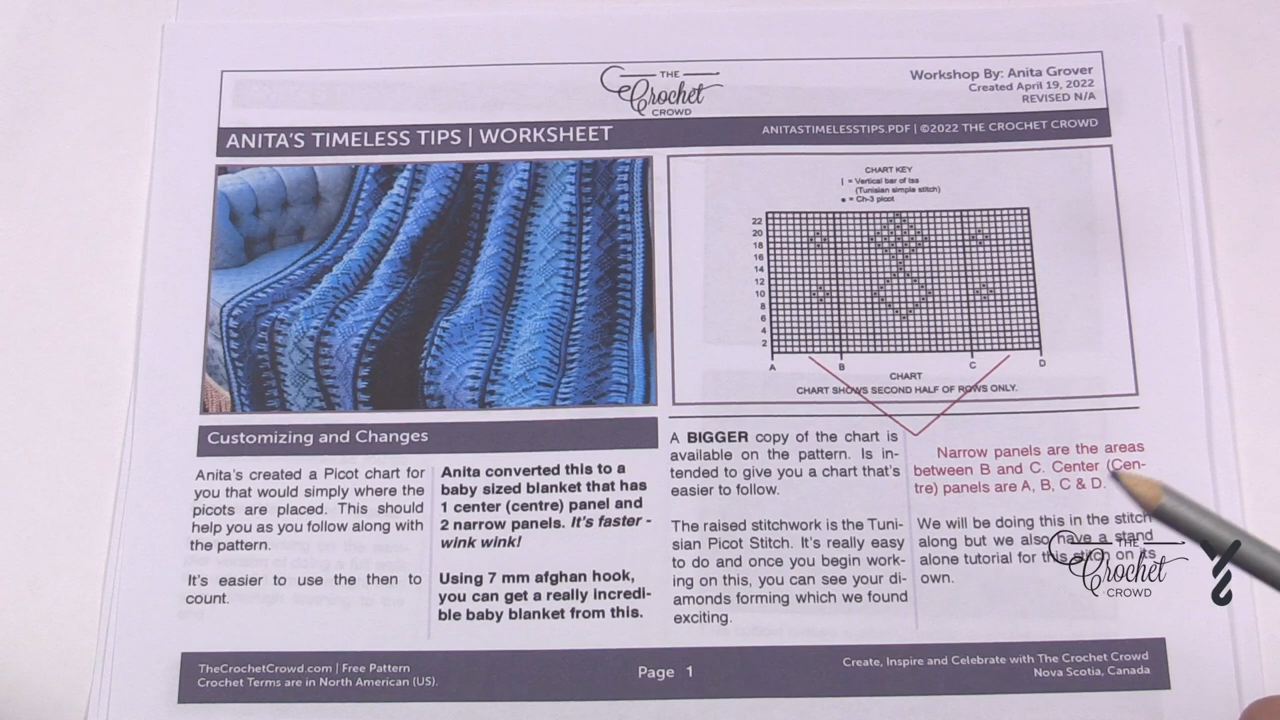 THE
Crochet
CROWD
Workshop By: Anita Grover
Created April 19, 2022
REVISED N/A
ANITA'S TIMELESS TIPS | WORKSHEET
ANITASTIMELESSTIPS.PDF | ©2022 THE CROCHET CROWD
CHART KEY
| = Vertical bar of tss
(Tunisian simple stitch)
• = Ch-3 picot
22
20
18
16
14
12
10
8
6
4
2
A B C D
CHART
CHART SHOWS SECOND HALF OF ROWS ONLY.
Customizing and Changes
Anita's created a Picot chart for
you that would simply where the
picots are placed. This should
help you as you follow along with
the pattern.
It's easier to use the then to
count.
Anita converted this to a
baby sized blanket that has
1 center (centre) panel and
2 narrow panels. It's faster -
wink wink!
Using 7 mm afghan hook,
you can get a really incredi-
ble baby blanket from this.
A BIGGER copy of the chart is
available on the pattern. Is in-
tended to give you a chart that's
easier to follow.
The raised stitchwork is the Tuni-
sian Picot Stitch. It's really easy
to do and once you begin work-
ing on this, you can see your di-
amonds forming which we found
exciting.
Narrow panels are the areas
between B and C. Center (Cen-
tre) panels are A, B, C & D.
We will be doing this in the stitch
along but we also have a stand
alone tutorial for this stitch on its
own.
THE
Crochet
CROWD
TheCrochetCrowd.com | Free Pattern
Crochet Terms are in North American (US).
Page 1
Create, Inspire and Celebrate with The Crochet Crowd
Nova Scotia, Canada